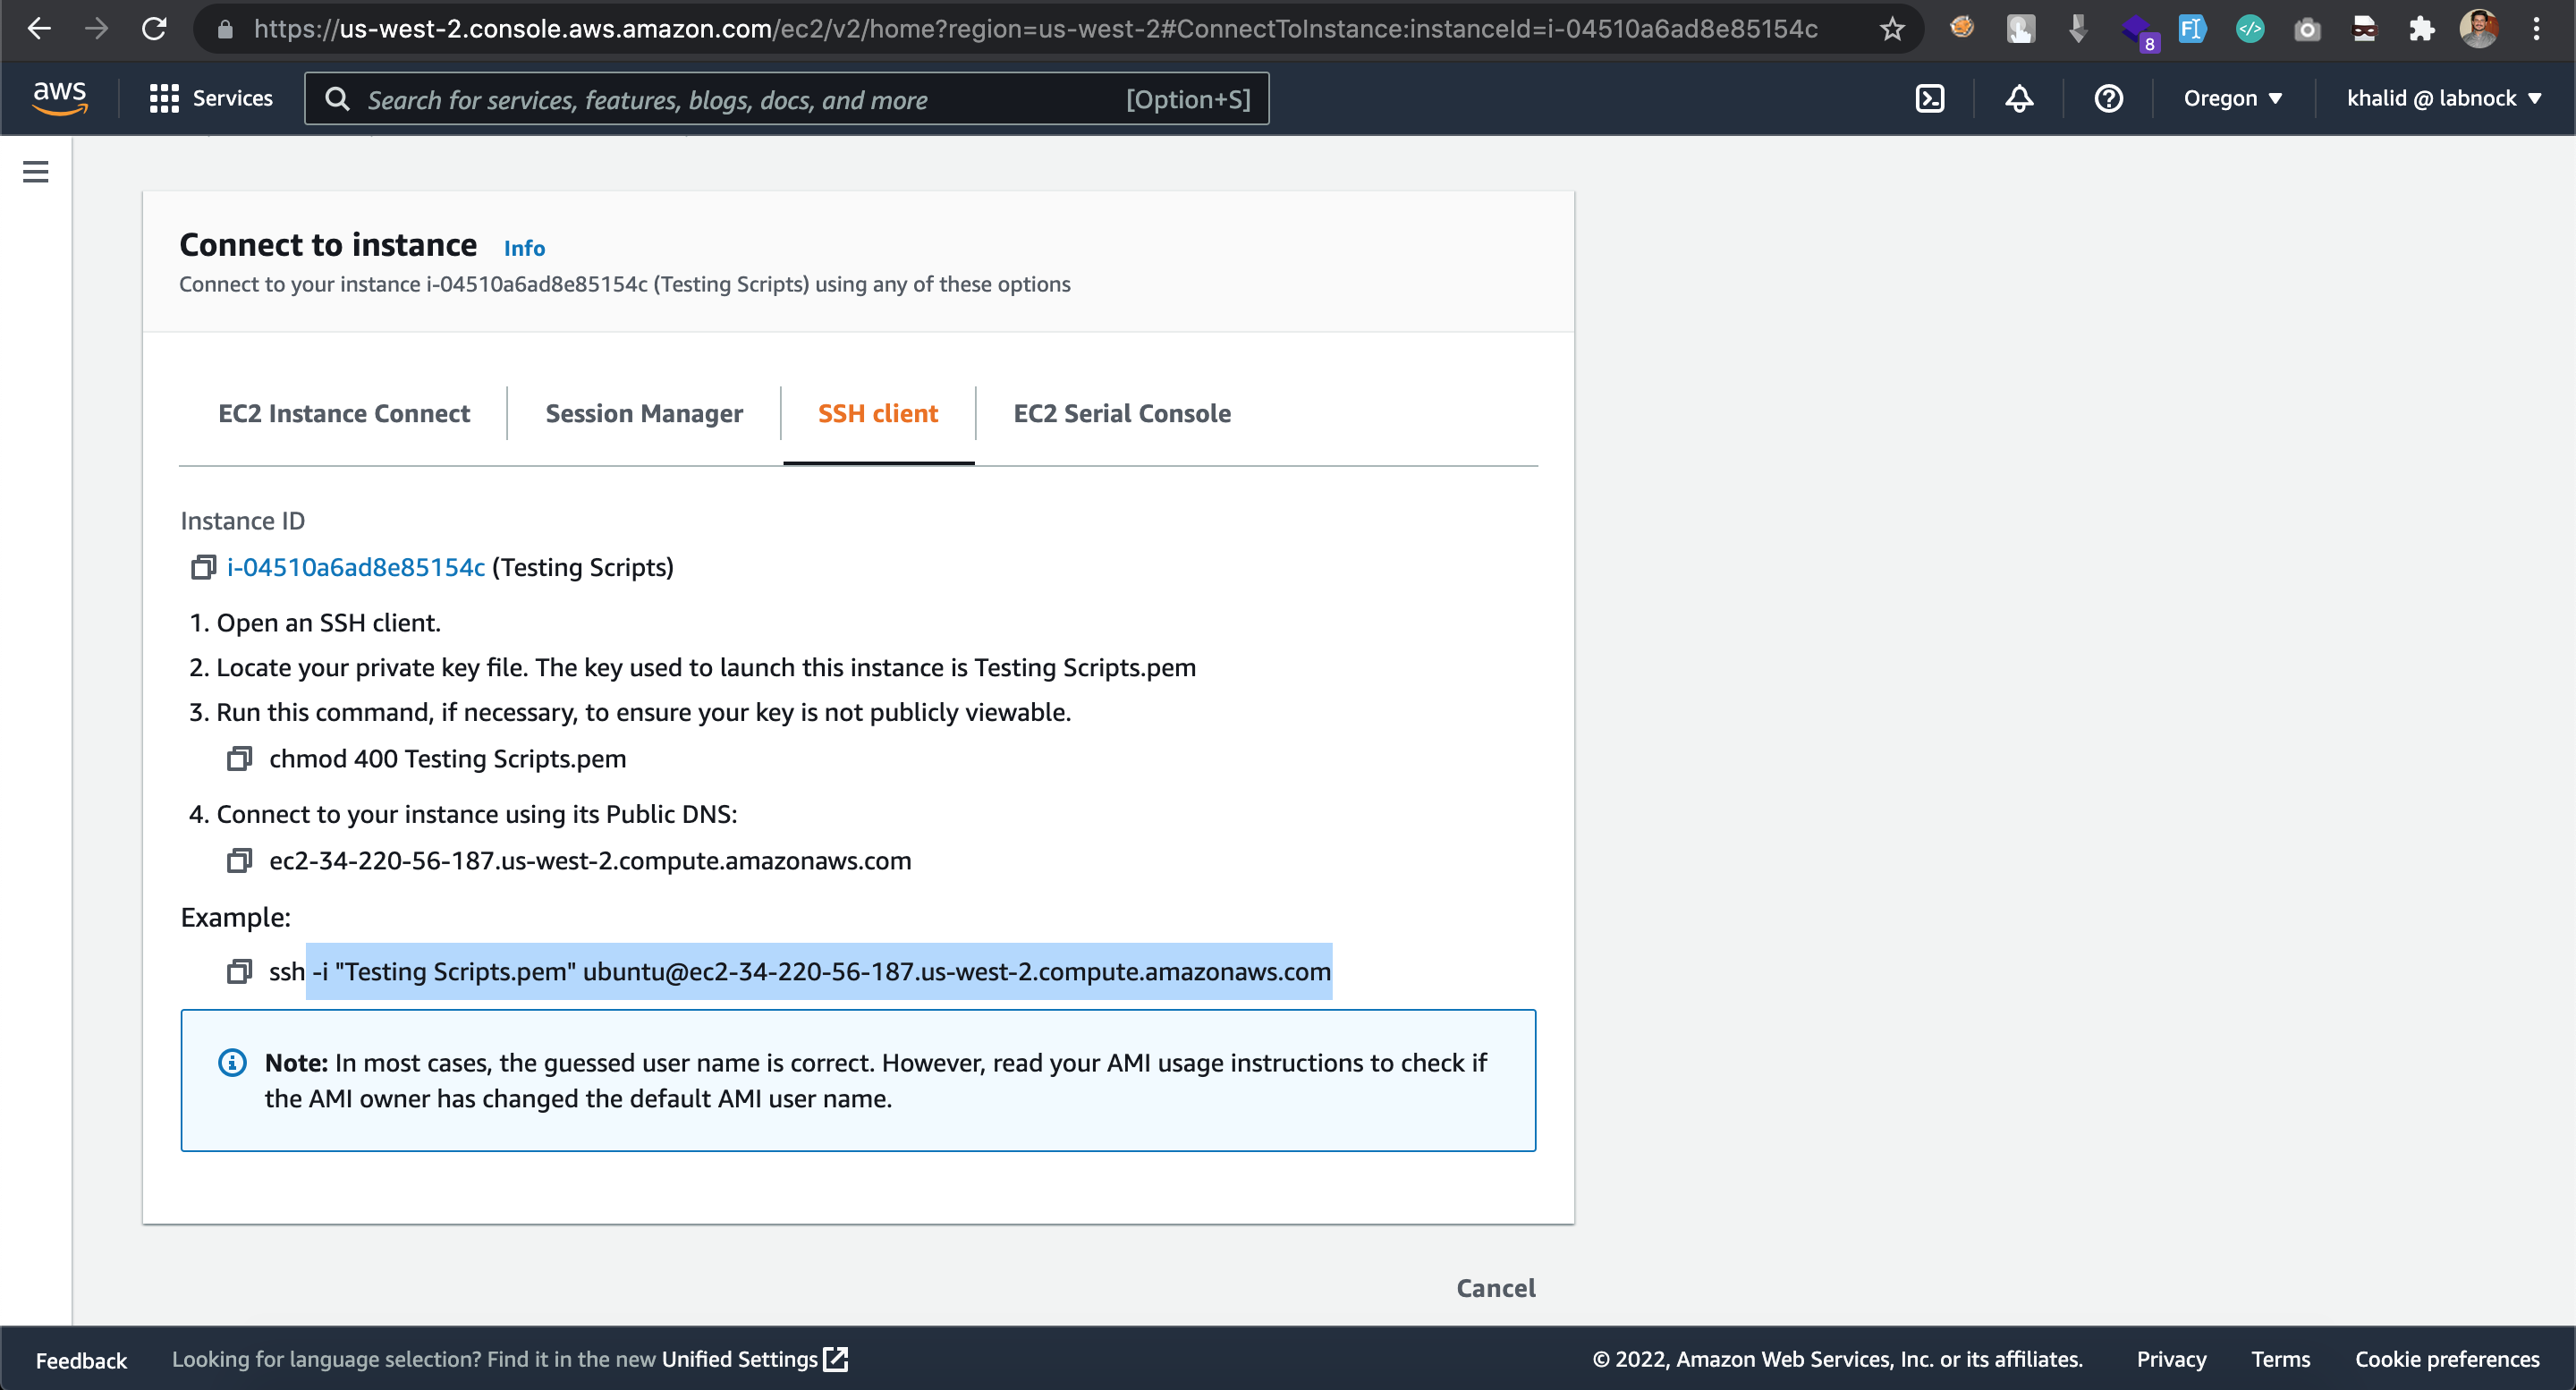 https://us-west-2.console.aws.amazon.com/ec2/v2/home?region=us-west-2#ConnectToInstance:instanceId=i-04510a6ad8e85154c
8
FI
</>
aws
Services
Search for services, features, blogs, docs, and more
[Option+S]
Oregon
khalid @ labnock
Connect to instance
Info
Connect to your instance i-04510a6ad8e85154c (Testing Scripts) using any of these options
EC2 Instance Connect
Session Manager
SSH client
EC2 Serial Console
Instance ID
i-04510a6ad8e85154c (Testing Scripts)
1. Open an SSH client.
2. Locate your private key file. The key used to launch this instance is Testing Scripts.pem
3. Run this command, if necessary, to ensure your key is not publicly viewable.
chmod 400 Testing Scripts.pem
4. Connect to your instance using its Public DNS:
ec2-34-220-56-187.us-west-2.compute.amazonaws.com
Example:
ssh -i "Testing Scripts.pem" ubuntu@ec2-34-220-56-187.us-west-2.compute.amazonaws.com
Note: In most cases, the guessed user name is correct. However, read your AMI usage instructions to check if
the AMI owner has changed the default AMI user name.
Cancel
Feedback
Looking for language selection? Find it in the new Unified Settings
© 2022, Amazon Web Services, Inc. or its affiliates.
Privacy
Terms
Cookie preferences